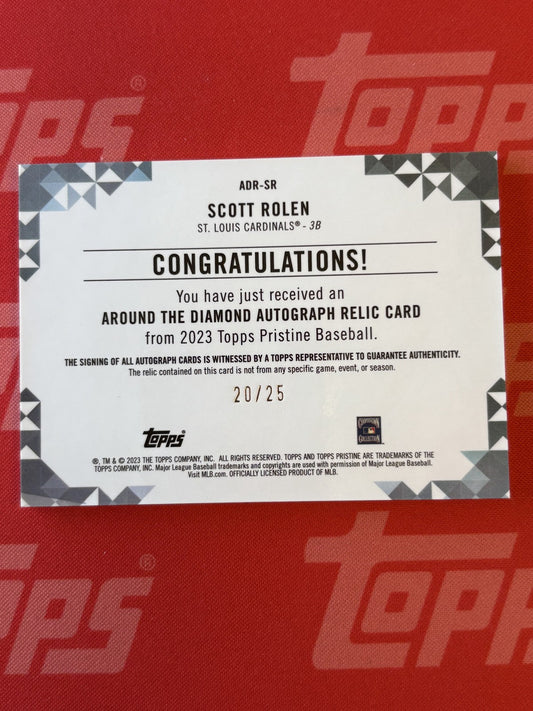 TOPPS®
TOPPS
ADR-SR
SCOTT ROLEN
ST. LOUIS CARDINALS® - 3B
CONGRATULATIONS!
You have just received an
AROUND THE DIAMOND AUTOGRAPH RELIC CARD
from 2023 Topps Pristine Baseball.
THE SIGNING OF ALL AUTOGRAPH CARDS IS WITNESSED BY A TOPPS REPRESENTATIVE TO GUARANTEE AUTHENTICITY.
The relic contained on this card is not from any specific game, event, or season.
20/25
TOPPS®
COOPERSTOWN
COLLECTION
®, TM & © 2023 THE TOPPS COMPANY, INC. ALL RIGHTS RESERVED. TOPPS AND TOPPS PRISTINE ARE TRADEMARKS OF THE
TOPPS COMPANY, INC. Major League Baseball trademarks and copyrights are used with permission of Major League Baseball.
Visit MLB.com. OFFICIALLY LICENSED PRODUCT OF MLB.
OPPS®
TOPPS